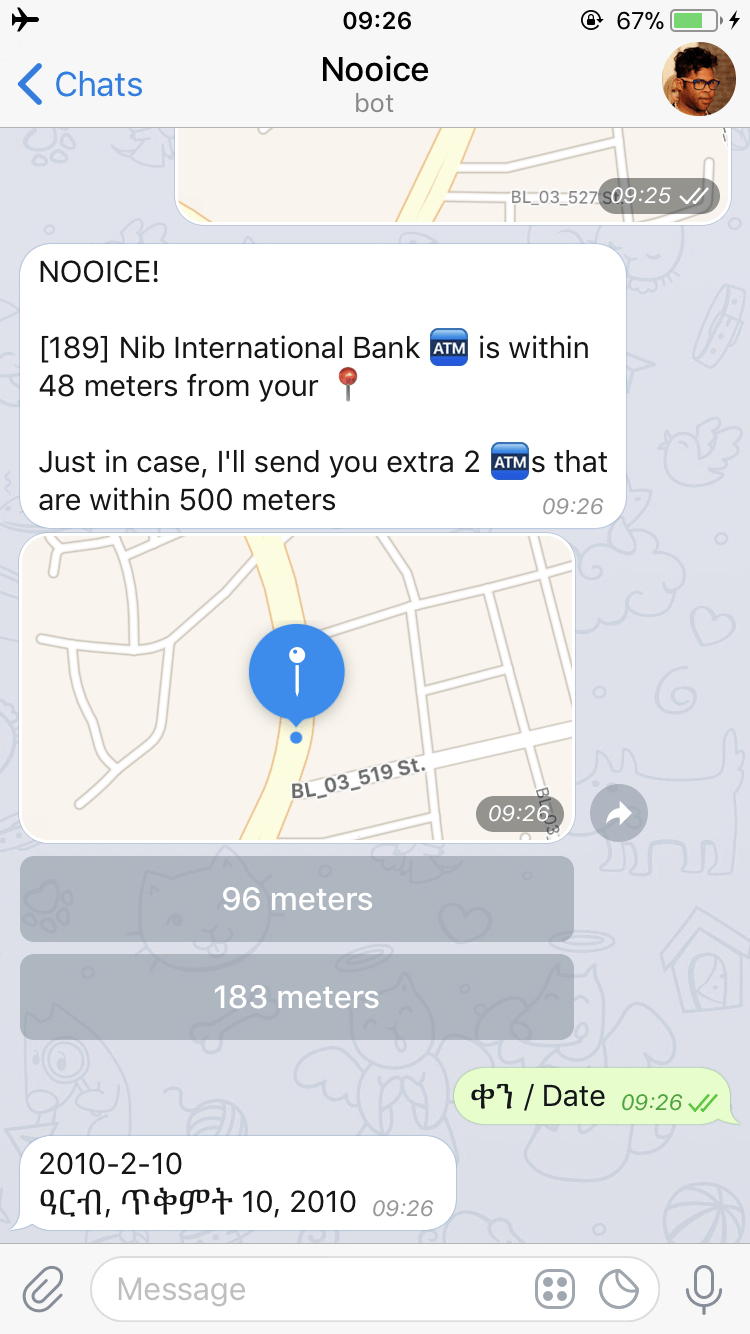 09:26
67%
Chats
Nooice
bot
BL_03_527
09:25
NOOICE!
[189] Nib International Bank 🏧 is within
48 meters from your 📍
Just in case, I'll send you extra 2 🏧s that
are within 500 meters
09:26
BL_03_519 St.
09:26
96 meters
183 meters
ቀን / Date 09:26
2010-2-10
ዓርብ, ጥቅምት 10, 2010 09:26
Message